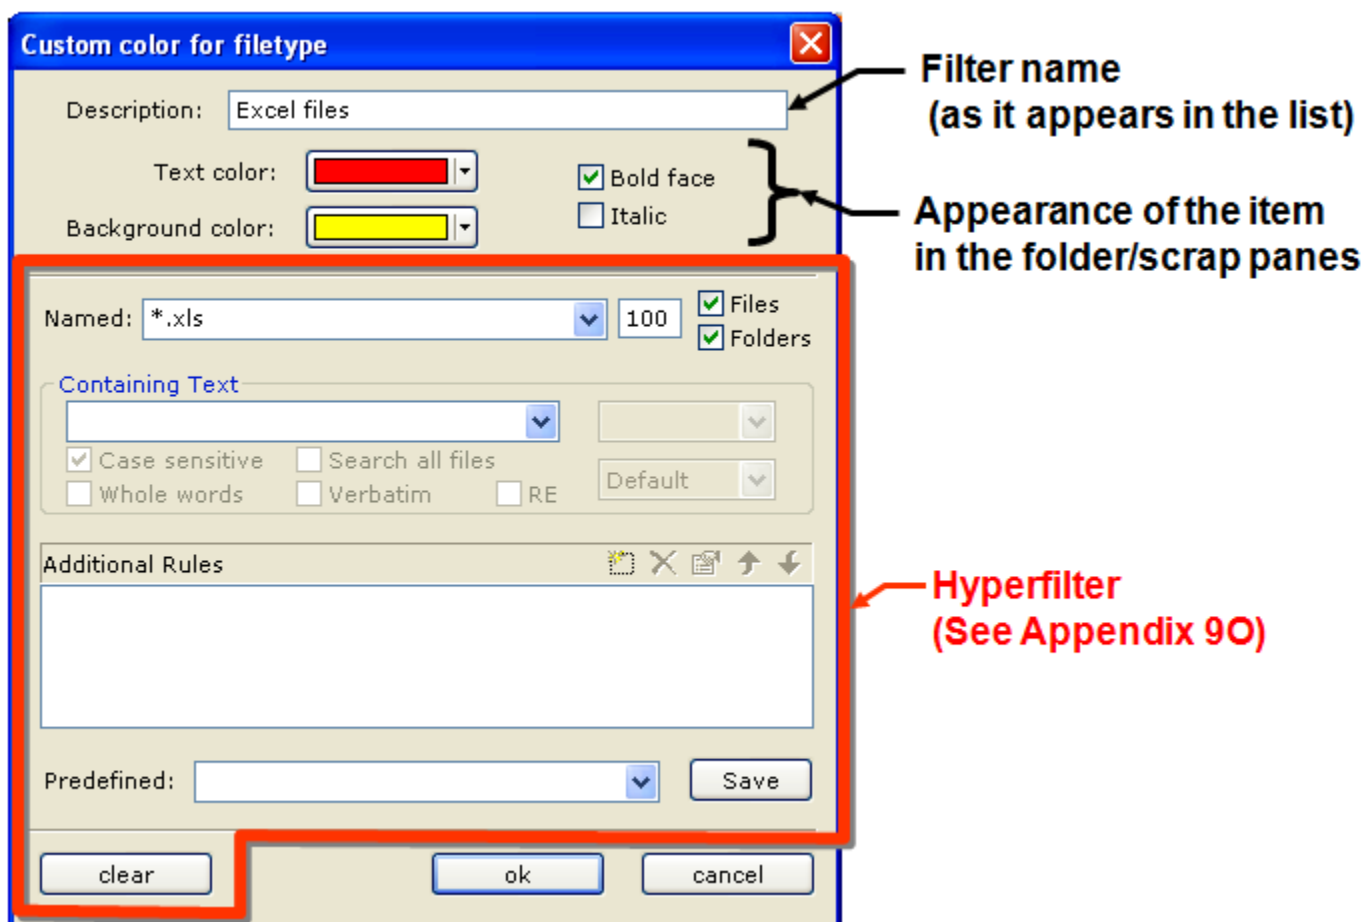 Custom color for filetype
Description: Excel files
Filter name
(as it appears in the list)
Text color:
Bold face
Background color:
Italic
Appearance of the item
in the folder/scrap panes
Named: *.xls 100
Files
Folders
Containing Text
Case sensitive Search all files
Default
Whole words Verbatim RE
Additional Rules
Hyperfilter
(See Appendix 9O)
Predefined: Save
clear ok cancel